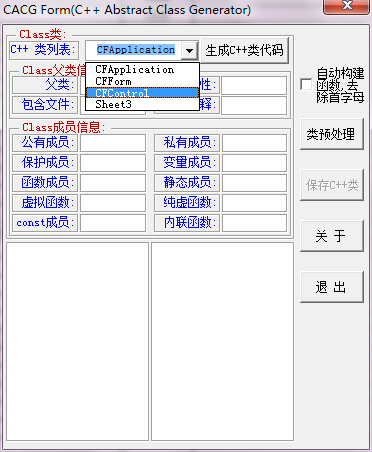 CACG Form(C++ Abstract Class Generator)
Class类:
C++ 类列表: CFApplication 生成C++类代码
CFApplication
CFForm
CFControl
Sheet3
Class父类信
父类: 性:
包含文件: 释:
自动构建
函数,去
除首字母
类预处理
保存C++类
关 于
退 出
Class成员信息:
公有成员: 私有成员:
保护成员: 变量成员:
函数成员: 静态成员:
虚拟函数: 纯虚函数:
const成员: 内联函数: